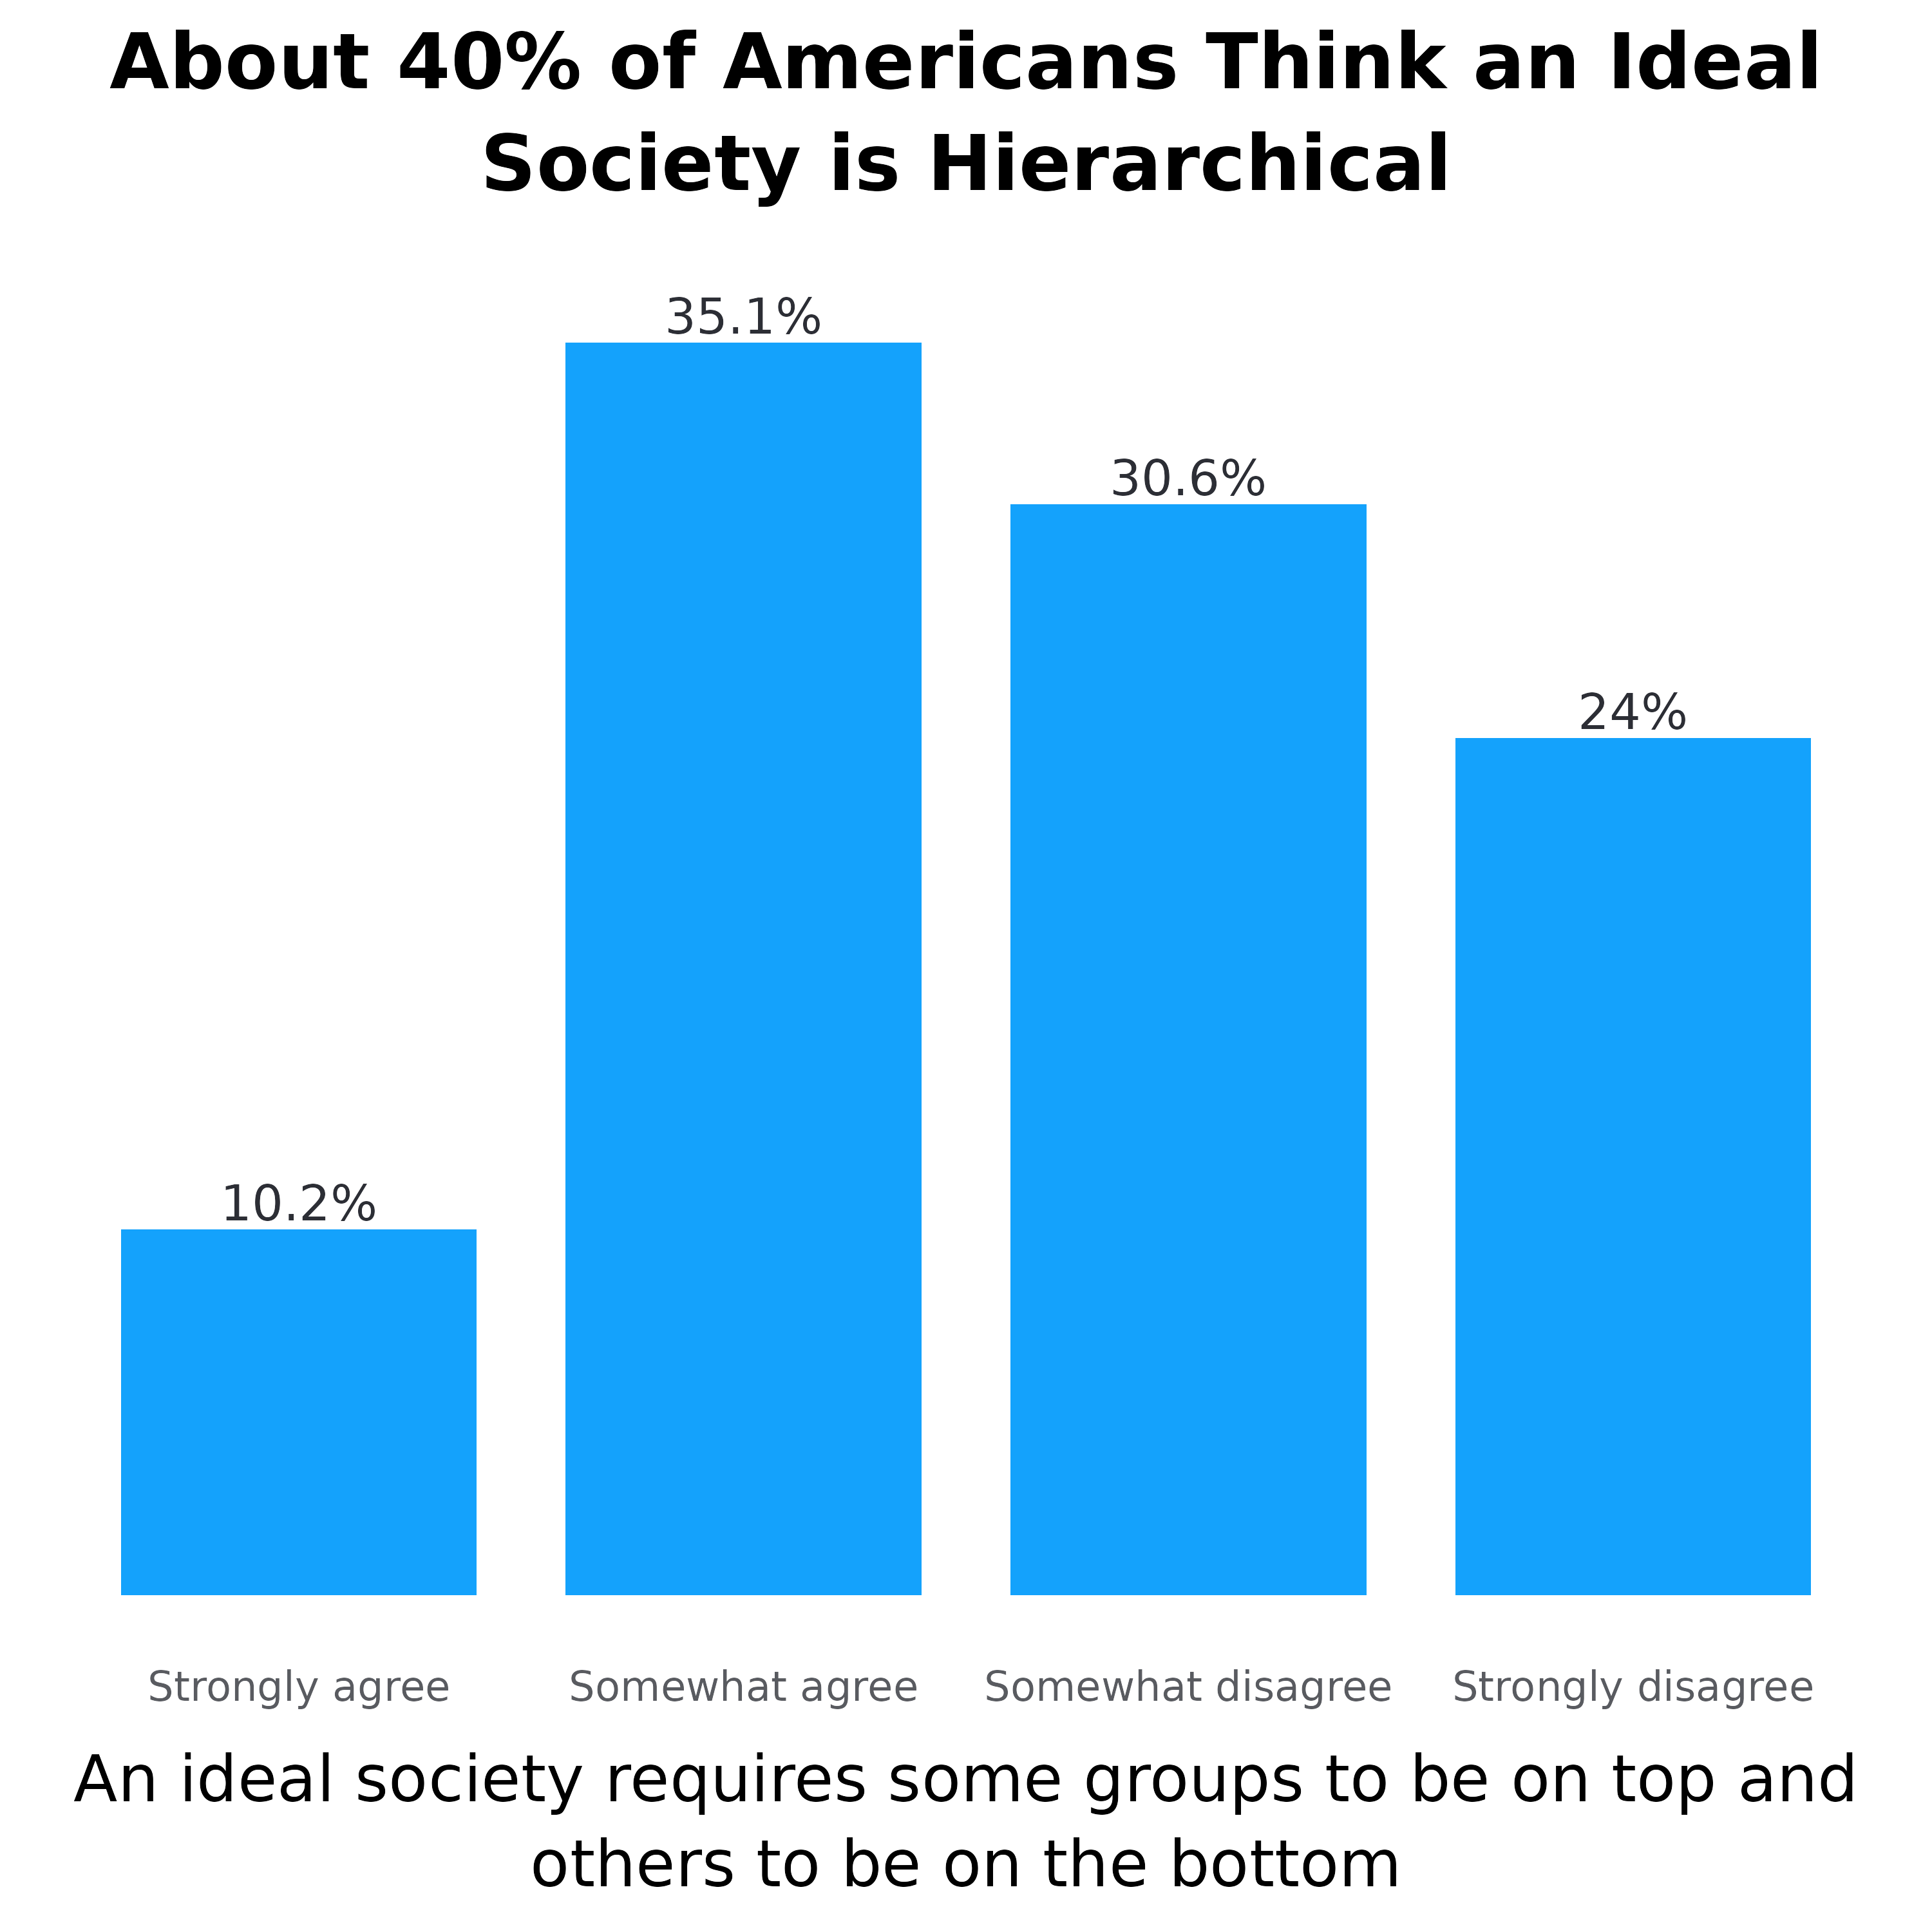 About 40% of Americans Think an Ideal
Society is Hierarchical
35.1%
30.6%
24%
10.2%
Strongly agree
Somewhat agree
Somewhat disagree
Strongly disagree
An ideal society requires some groups to be on top and
others to be on the bottom